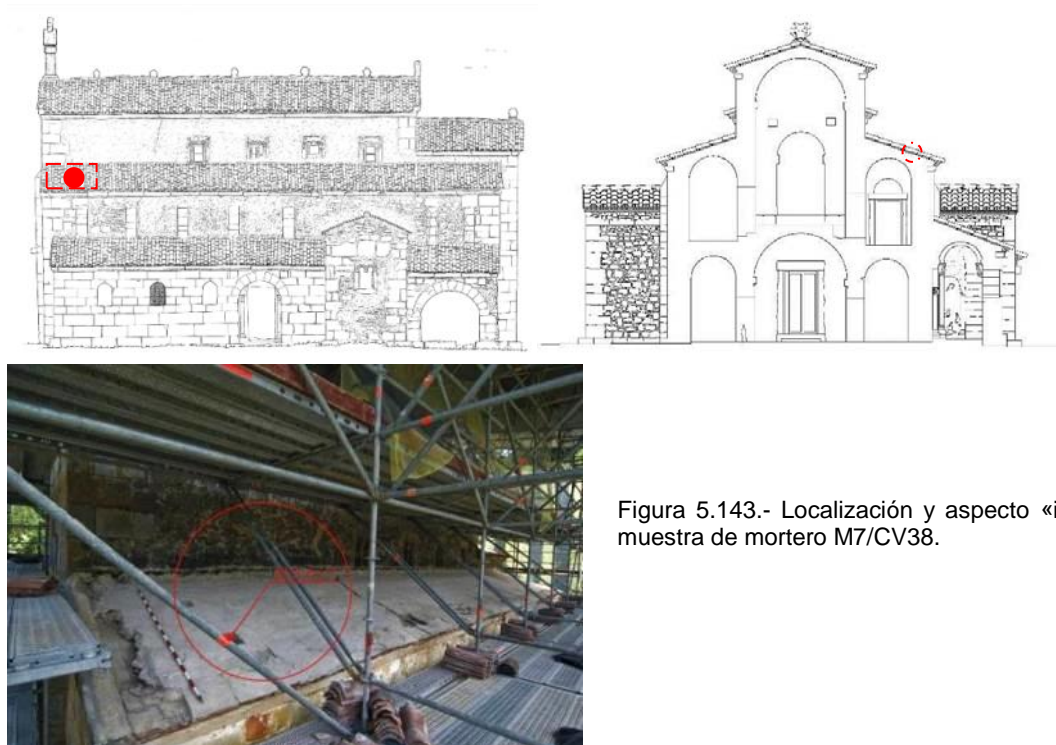 Figura 5.143.- Localización y aspecto «i
muestra de mortero M7/CV38.